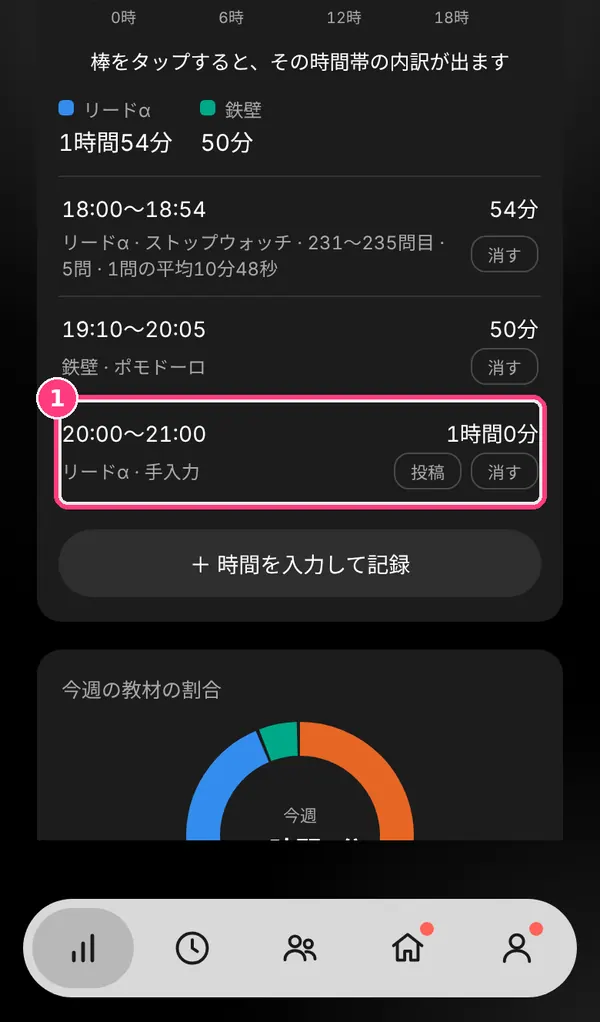 0時 6時 12時 18時
棒をタップすると、その時間帯の内訳が出ます
リードα 鉄壁
1時間54分 50分
18:00〜18:54 54分
リードα · ストップウォッチ · 231〜235問目 ·
5問 · 1問の平均10分48秒 消す
19:10〜20:05 50分
鉄壁 · ポモドーロ 消す
1
20:00〜21:00 1時間0分
リードα · 手入力 投稿 消す
＋ 時間を入力して記録
今週の教材の割合
今週